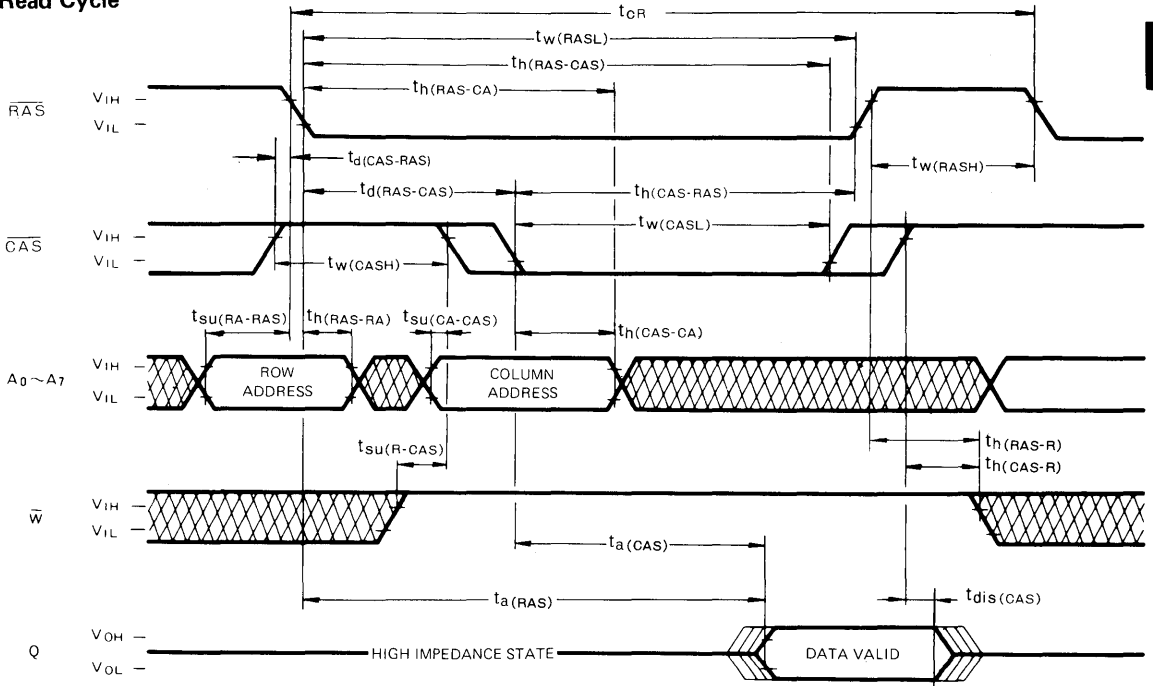 Read Cycle
tCR
tw(RASL)
th(RAS-CAS)
th(RAS-CA)
RAS
VIH
VIL
td(CAS-RAS)
tw(RASH)
td(RAS-CAS)
th(CAS-RAS)
CAS
VIH
VIL
tw(CASL)
tw(CASH)
tsu(RA-RAS)
th(RAS-RA)
tsu(CA-CAS)
th(CAS-CA)
A0~A7
VIH
VIL
ROW
ADDRESS
COLUMN
ADDRESS
tsu(R-CAS)
th(RAS-R)
th(CAS-R)
W
VIH
VIL
ta(CAS)
ta(RAS)
tdis(CAS)
Q
VOH
VOL
HIGH IMPEDANCE STATE
DATA VALID